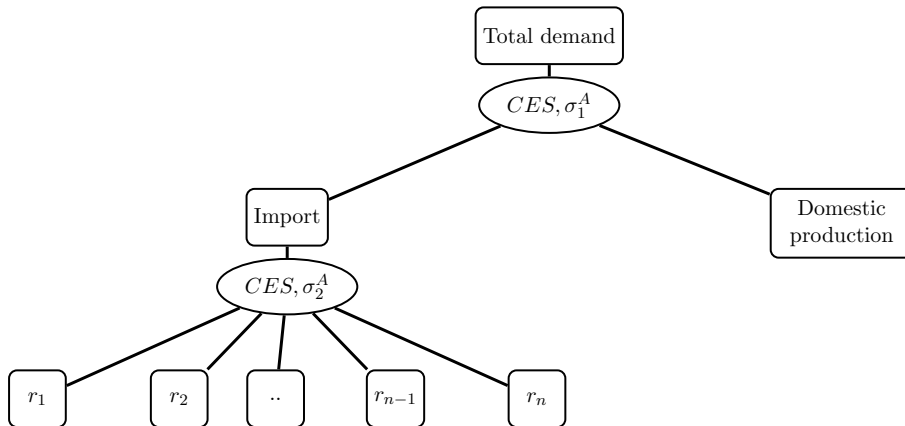 Total demand
CES, σ₁ᴬ
Import
Domestic
production
CES, σ₂ᴬ
r₁
r₂
..
rₙ₋₁
rₙ